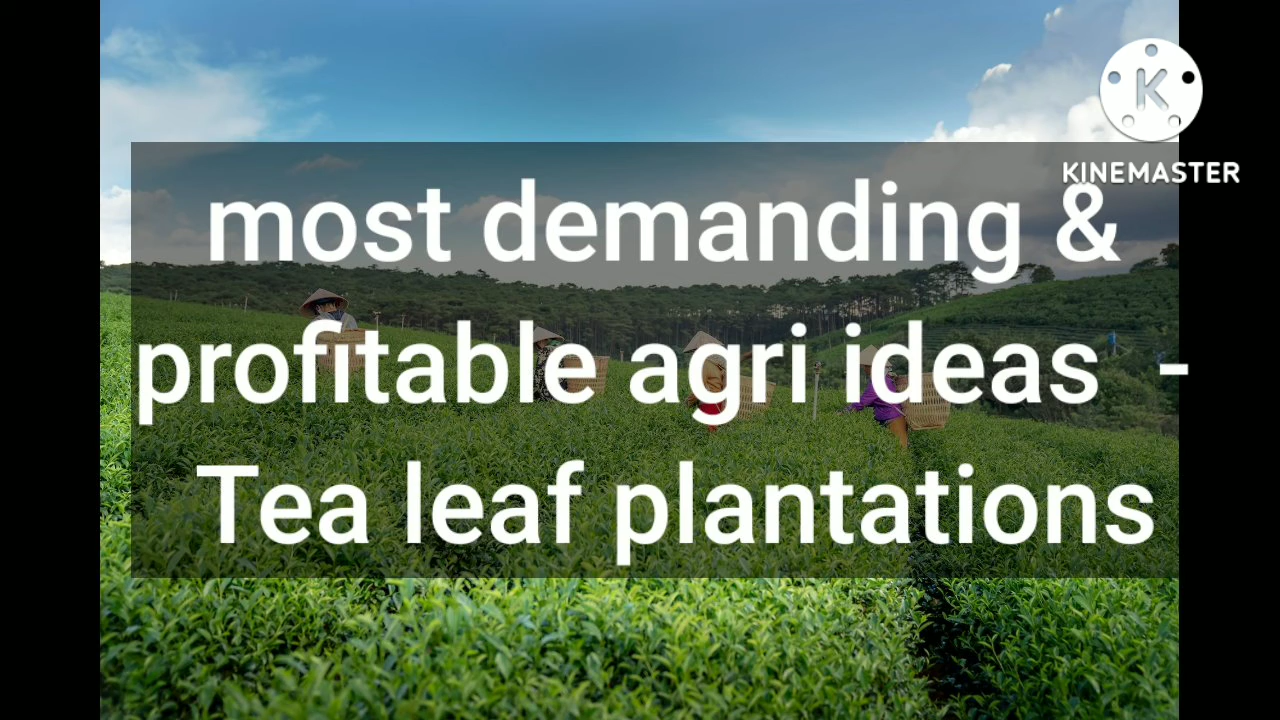 K
KINEMASTER
most demanding &
profitable agri ideas -
Tea leaf plantations